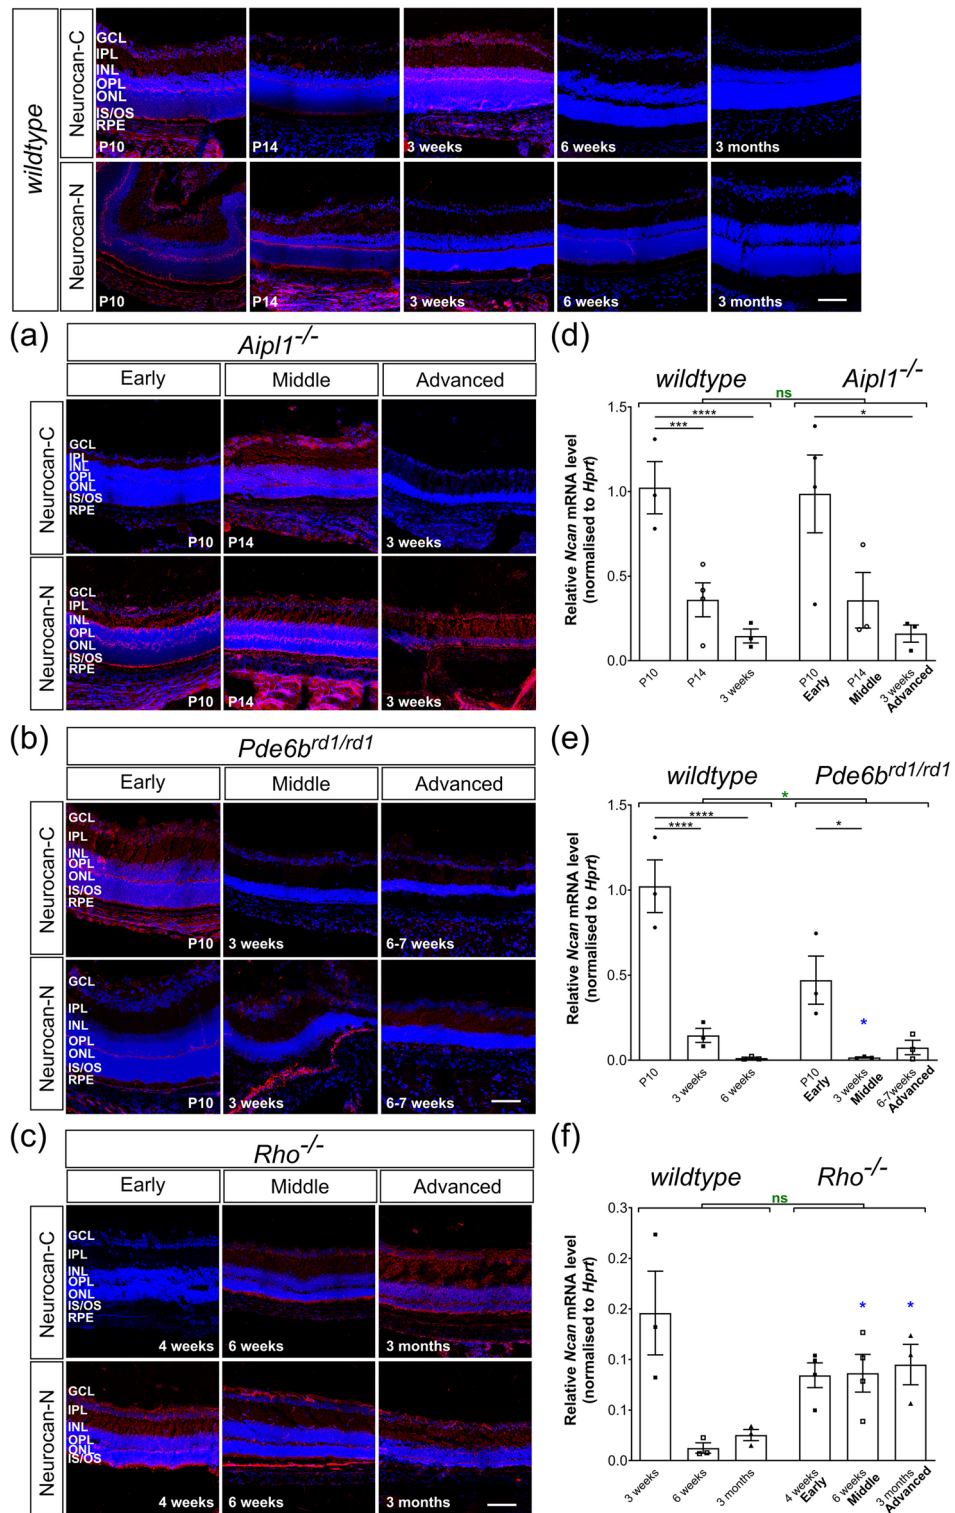 wildtype
Neurocan-C
GCL
IPL
INL
OPL
ONL
IS/OS
RPE
P10
P14
3 weeks
6 weeks
3 months
Neurocan-N
P10
P14
3 weeks
6 weeks
3 months
(a)
Aipl1-/-
Early
Middle
Advanced
Neurocan-C
GCL
IPL
INL
OPL
ONL
IS/OS
RPE
P10
P14
3 weeks
Neurocan-N
GCL
IPL
INL
OPL
ONL
IS/OS
RPE
P10
P14
3 weeks
(d)
wildtype
Aipl1-/-
ns
****
***
*
1.5
1.0
0.5
0.0
Relative Ncan mRNA level
(normalised to Hprt)
P10
P14
3 weeks
P10
Early
P14
Middle
3 weeks
Advanced
(b)
Pde6brd1/rd1
Early
Middle
Advanced
Neurocan-C
GCL
IPL
INL
OPL
ONL
IS/OS
RPE
P10
3 weeks
6-7 weeks
Neurocan-N
GCL
IPL
INL
OPL
ONL
IS/OS
RPE
P10
3 weeks
6-7 weeks
(e)
wildtype
Pde6brd1/rd1
*
****
****
*
*
1.5
1.0
0.5
0.0
Relative Ncan mRNA level
(normalised to Hprt)
P10
3 weeks
6 weeks
P10
Early
3 weeks
Middle
6-7weeks
Advanced
(c)
Rho-/-
Early
Middle
Advanced
Neurocan-C
GCL
IPL
INL
OPL
ONL
IS/OS
RPE
4 weeks
6 weeks
3 months
Neurocan-N
GCL
IPL
INL
OPL
ONL
IS/OS
4 weeks
6 weeks
3 months
(f)
wildtype
Rho-/-
ns
*
*
0.3
0.2
0.2
0.1
0.1
0.0
Relative Ncan mRNA level
(normalised to Hprt)
3 weeks
6 weeks
3 months
4 weeks
Early
6 weeks
Middle
3 months
Advanced